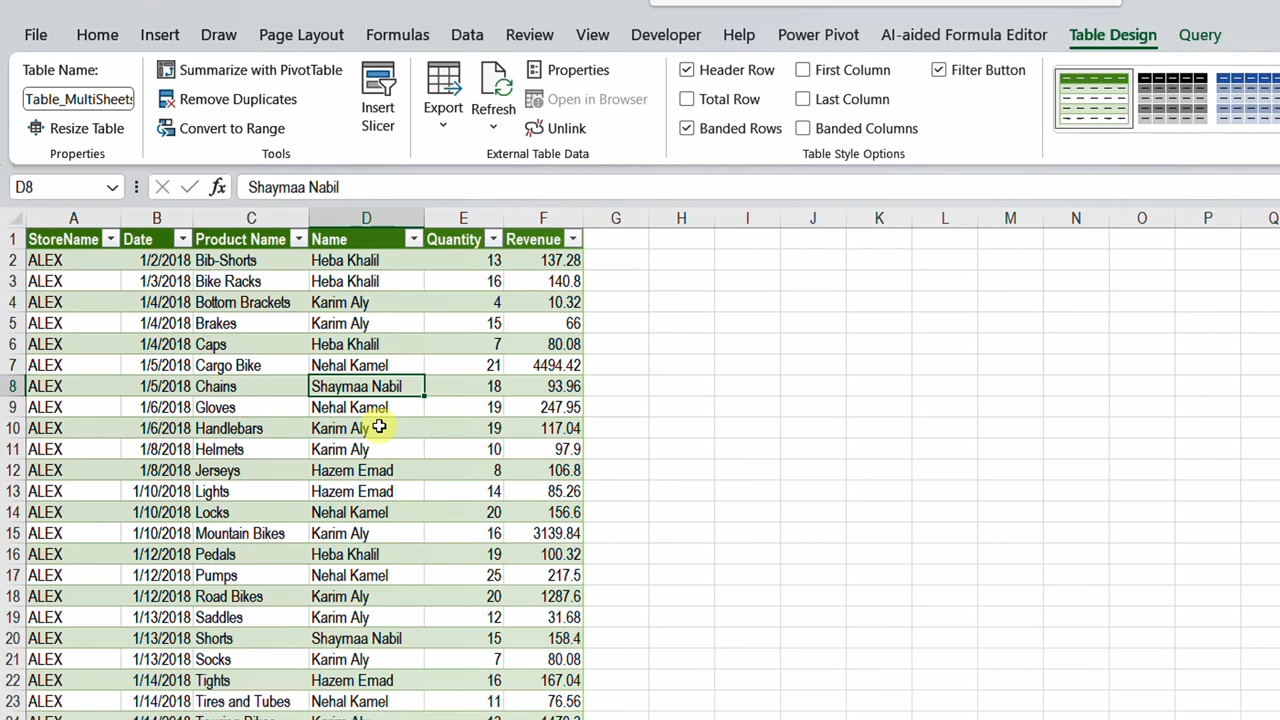 File Home Insert Draw Page Layout Formulas Data Review View Developer Help Power Pivot AI-aided Formula Editor Table Design Query
Table Name:
Table_MultiSheets
Resize Table
Properties
Summarize with PivotTable
Remove Duplicates
Convert to Range
Tools
Insert
Slicer
Export
Refresh
Properties
Open in Browser
Unlink
External Table Data
Header Row First Column Filter Button
Total Row Last Column
Banded Rows Banded Columns
Table Style Options
D8 fx Shaymaa Nabil
A B C D E F G H I J K L M N O P Q
1 StoreName Date Product Name Name Quantity Revenue
2 ALEX 1/2/2018 Bib-Shorts Heba Khalil 13 137.28
3 ALEX 1/3/2018 Bike Racks Heba Khalil 16 140.8
4 ALEX 1/4/2018 Bottom Brackets Karim Aly 4 10.32
5 ALEX 1/4/2018 Brakes Karim Aly 15 66
6 ALEX 1/4/2018 Caps Heba Khalil 7 80.08
7 ALEX 1/5/2018 Cargo Bike Nehal Kamel 21 4494.42
8 ALEX 1/5/2018 Chains Shaymaa Nabil 18 93.96
9 ALEX 1/6/2018 Gloves Nehal Kamel 19 247.95
10 ALEX 1/6/2018 Handlebars Karim Aly 19 117.04
11 ALEX 1/8/2018 Helmets Karim Aly 10 97.9
12 ALEX 1/8/2018 Jerseys Hazem Emad 8 106.8
13 ALEX 1/10/2018 Lights Hazem Emad 14 85.26
14 ALEX 1/10/2018 Locks Nehal Kamel 20 156.6
15 ALEX 1/10/2018 Mountain Bikes Karim Aly 16 3139.84
16 ALEX 1/12/2018 Pedals Heba Khalil 19 100.32
17 ALEX 1/12/2018 Pumps Nehal Kamel 25 217.5
18 ALEX 1/12/2018 Road Bikes Karim Aly 20 1287.6
19 ALEX 1/13/2018 Saddles Karim Aly 12 31.68
20 ALEX 1/13/2018 Shorts Shaymaa Nabil 15 158.4
21 ALEX 1/13/2018 Socks Karim Aly 7 80.08
22 ALEX 1/14/2018 Tights Hazem Emad 16 167.04
23 ALEX 1/14/2018 Tires and Tubes Nehal Kamel 11 76.56